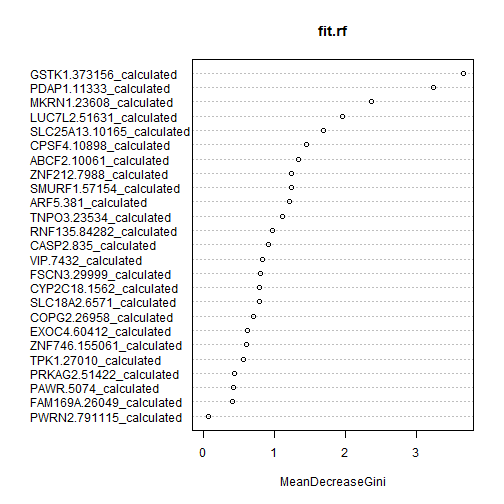 fit.rf
GSTK1.373156_calculated
PDAP1.11333_calculated
MKRN1.23608_calculated
LUC7L2.51631_calculated
SLC25A13.10165_calculated
CPSF4.10898_calculated
ABCF2.10061_calculated
ZNF212.7988_calculated
SMURF1.57154_calculated
ARF5.381_calculated
TNPO3.23534_calculated
RNF135.84282_calculated
CASP2.835_calculated
VIP.7432_calculated
FSCN3.29999_calculated
CYP2C18.1562_calculated
SLC18A2.6571_calculated
COPG2.26958_calculated
EXOC4.60412_calculated
ZNF746.155061_calculated
TPK1.27010_calculated
PRKAG2.51422_calculated
PAWR.5074_calculated
FAM169A.26049_calculated
PWRN2.791115_calculated
0 1 2 3
MeanDecreaseGini